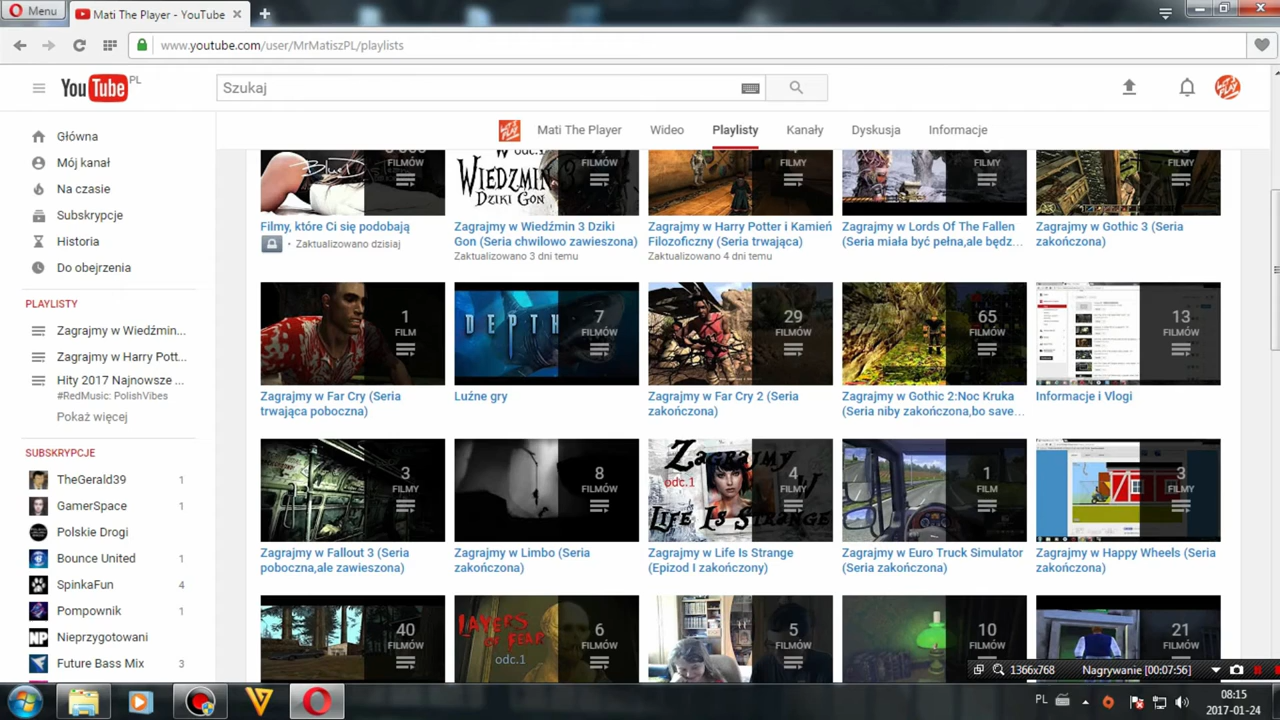 Menu
Mati The Player - YouTube
www.youtube.com/user/MrMatiszPL/playlists
YouTube PL
Szukaj
Mati The Player
Wideo
Playlisty
Kanały
Dyskusja
Informacje
Główna
Mój kanał
Na czasie
Subskrypcje
Historia
Do obejrzenia
PLAYLISTY
Zagrajmy w Wiedźmin...
Zagrajmy w Harry Pott...
Hity 2017 Najnowsze ...
#RedMusic: PolishVibes
Pokaż więcej
SUBSKRYPCJE
TheGerald39 1
GamerSpace 1
Polskie Drogi
Bounce United 1
SpinkaFun 4
Pompownik 1
Nieprzygotowani
Future Bass Mix 3
FILMÓW
Filmy, które Ci się podobają
• Zaktualizowano dzisiaj
odc.1
WIEDZMIN
DZIKI GON
FILMÓW
Zagrajmy w Wiedźmin 3 Dziki
Gon (Seria chwilowo zawieszona)
Zaktualizowano 3 dni temu
FILMY
Zagrajmy w Harry Potter i Kamień
Filozoficzny (Seria trwająca)
Zaktualizowano 4 dni temu
FILMY
Zagrajmy w Lords Of The Fallen
(Seria miała być pełna,ale będz...
FILMÓW
Zagrajmy w Gothic 3 (Seria
zakończona)
1
FILM
Zagrajmy w Far Cry (Seria
trwająca poboczna)
7
FILMÓW
Luźne gry
29
FILMÓW
Zagrajmy w Far Cry 2 (Seria
zakończona)
65
FILMÓW
Zagrajmy w Gothic 2:Noc Kruka
(Seria niby zakończona,bo save...
13
FILMÓW
Informacje i Vlogi
3
FILMY
Zagrajmy w Fallout 3 (Seria
poboczna,ale zawieszona)
8
FILMÓW
Zagrajmy w Limbo (Seria
zakończona)
Zagrajmy
odc.1
Life Is Strange
4
FILMY
Zagrajmy w Life Is Strange
(Epizod I zakończony)
1
FILM
Zagrajmy w Euro Truck Simulator
(Seria zakończona)
3
FILMY
Zagrajmy w Happy Wheels (Seria
zakończona)
40
FILMÓW
LAYERS
OF FEAR
odc.1
6
FILMÓW
5
FILMÓW
10
FILMÓW
21
FILMÓW
1366x768
Nagrywanie [00:07:56]
PL
08:15
2017-01-24